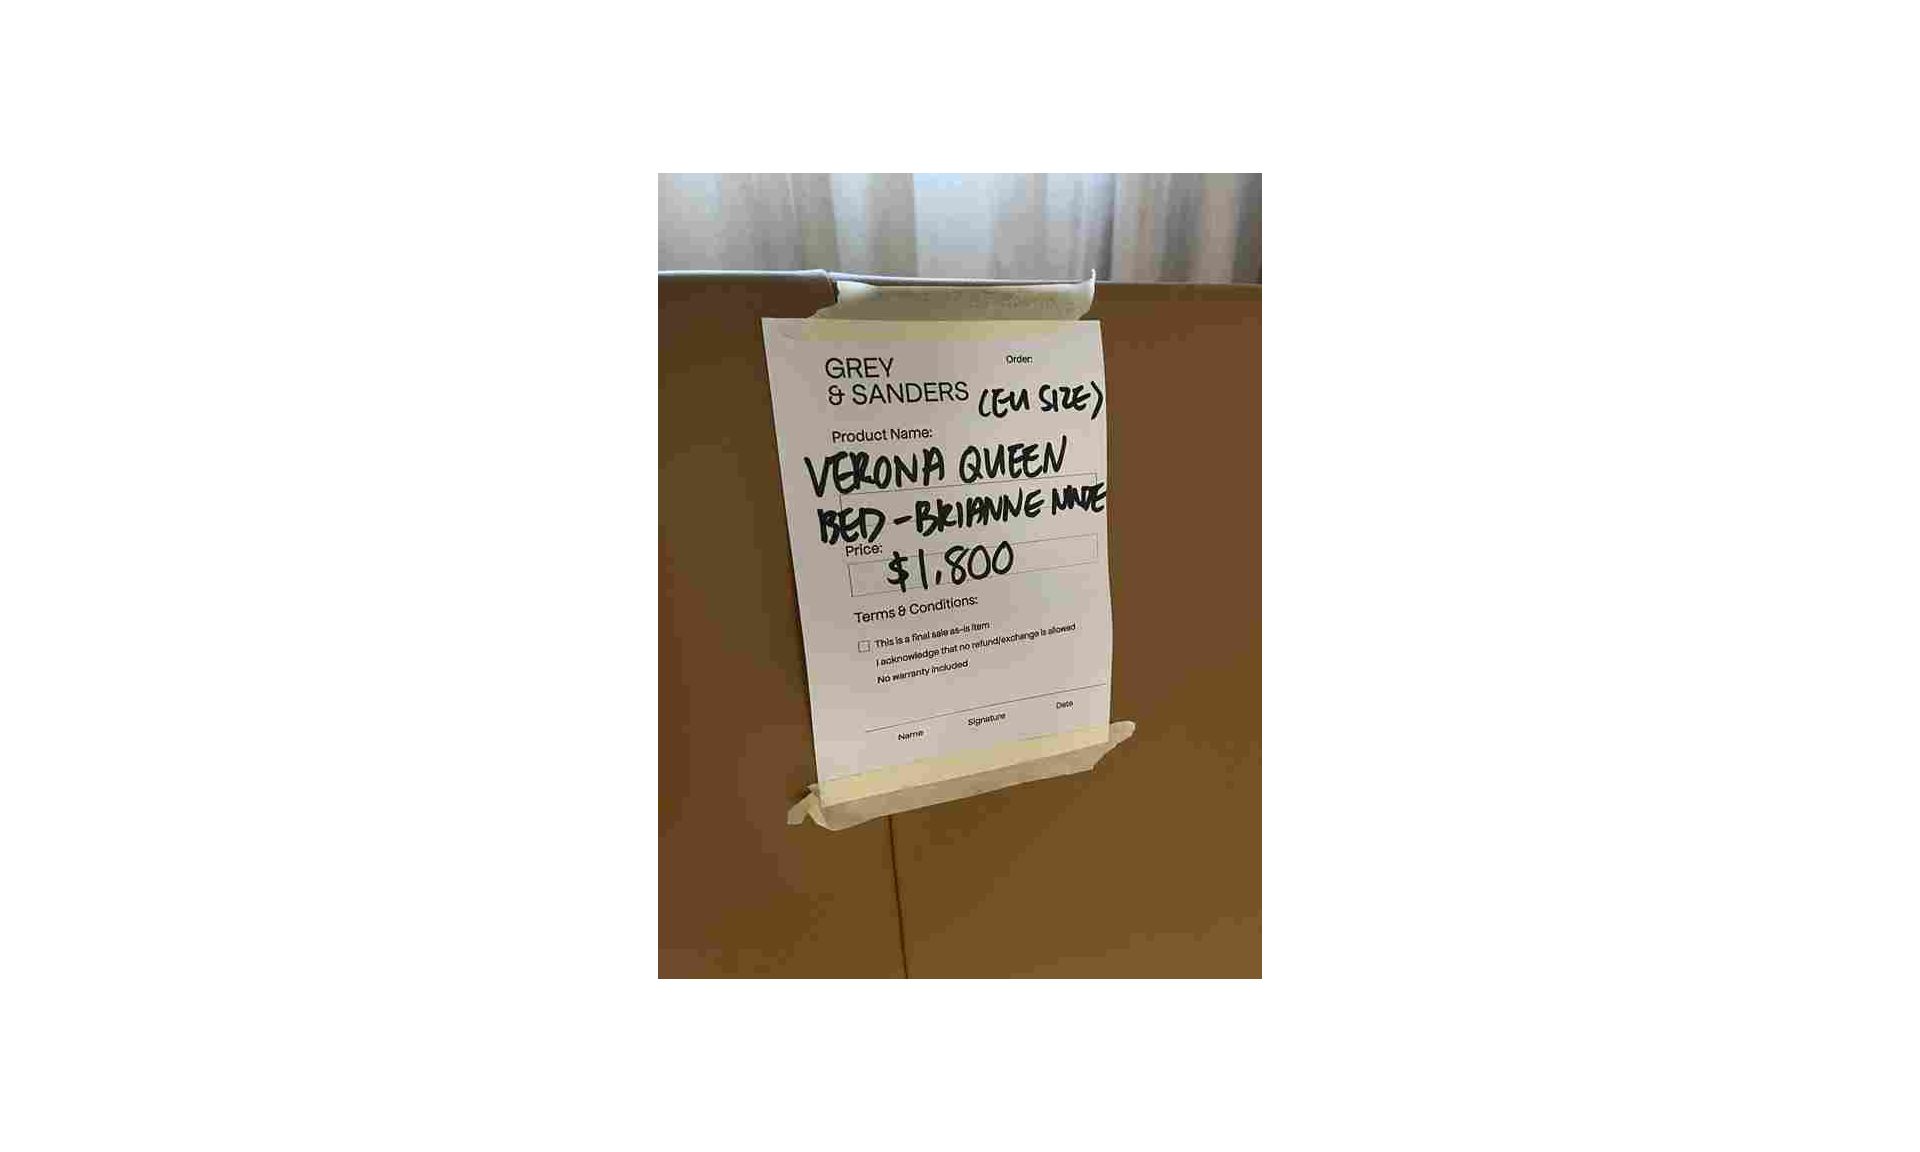 GREY
& SANDERS
Order:
(EU SIZE)
Product Name:
VERONA QUEEN
BED - BRIANNE NUDE
Price:
$1,800
Terms & Conditions:
This is a final sale as-is item
I acknowledge that no refund/exchange is allowed
No warranty included
Name
Signature
Date